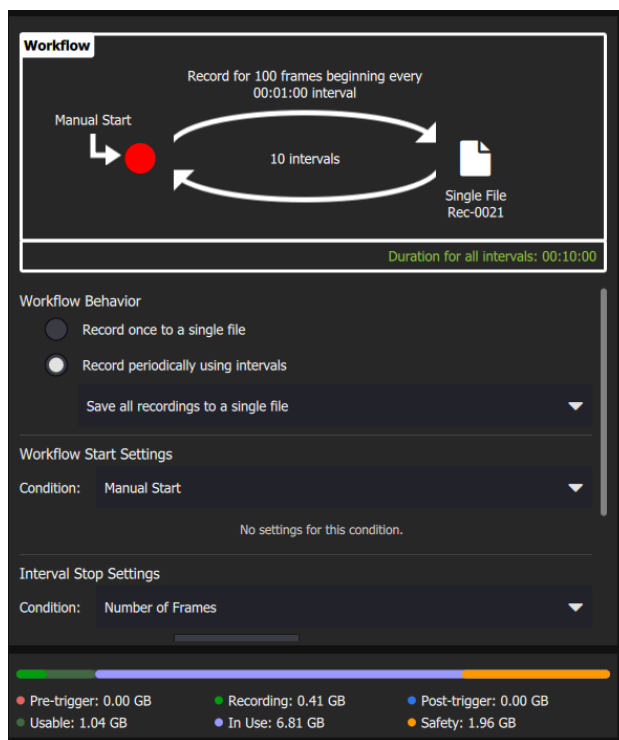 Workflow
Record for 100 frames beginning every
00:01:00 interval
Manual Start
10 intervals
Single File
Rec-0021
Duration for all intervals: 00:10:00
Workflow Behavior
Record once to a single file
Record periodically using intervals
Save all recordings to a single file
Workflow Start Settings
Condition: Manual Start
No settings for this condition.
Interval Stop Settings
Condition: Number of Frames
Pre-trigger: 0.00 GB Recording: 0.41 GB Post-trigger: 0.00 GB
Usable: 1.04 GB In Use: 6.81 GB Safety: 1.96 GB